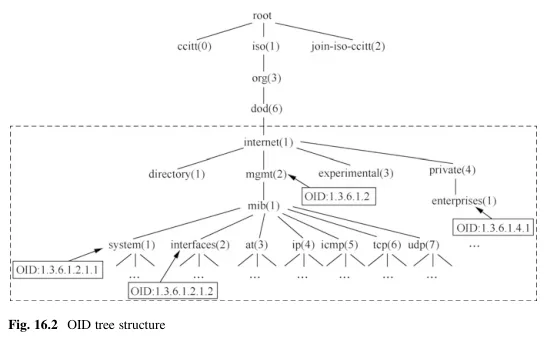 root
ccitt(0) iso(1) join-iso-ccitt(2)
org(3)
dod(6)
internet(1)
directory(1) mgmt(2) experimental(3) private(4)
OID:1.3.6.1.2
enterprises(1)
mib(1)
OID:1.3.6.1.4.1
system(1) interfaces(2) at(3) ip(4) icmp(5) tcp(6) udp(7) ...
OID:1.3.6.1.2.1.1
... ... ... ... ... ... ...
OID:1.3.6.1.2.1.2
Fig. 16.2 OID tree structure